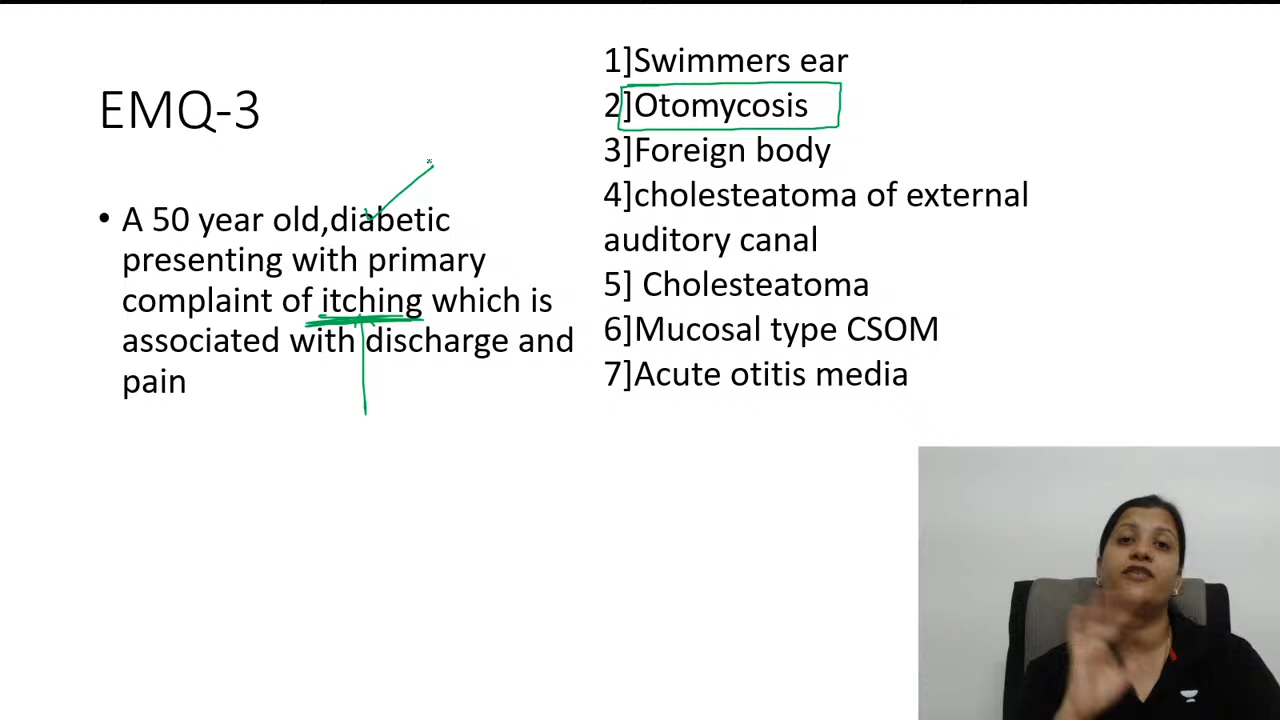 EMQ-3
• A 50 year old,diabetic
presenting with primary
complaint of itching which is
associated with discharge and
pain
1]Swimmers ear
2]Otomycosis
3]Foreign body
4]cholesteatoma of external
auditory canal
5] Cholesteatoma
6]Mucosal type CSOM
7]Acute otitis media